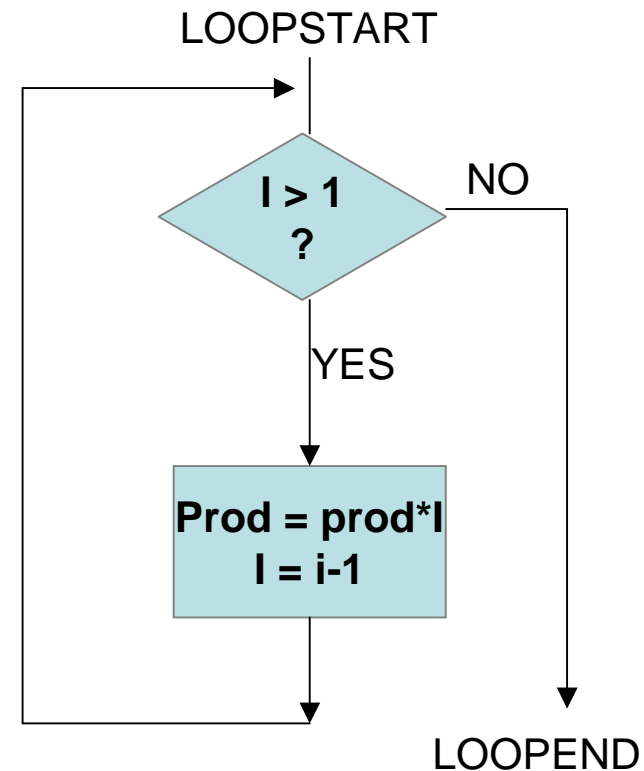 LOOPSTART
I > 1
?
NO
YES
Prod = prod*I
I = i-1
LOOPEND